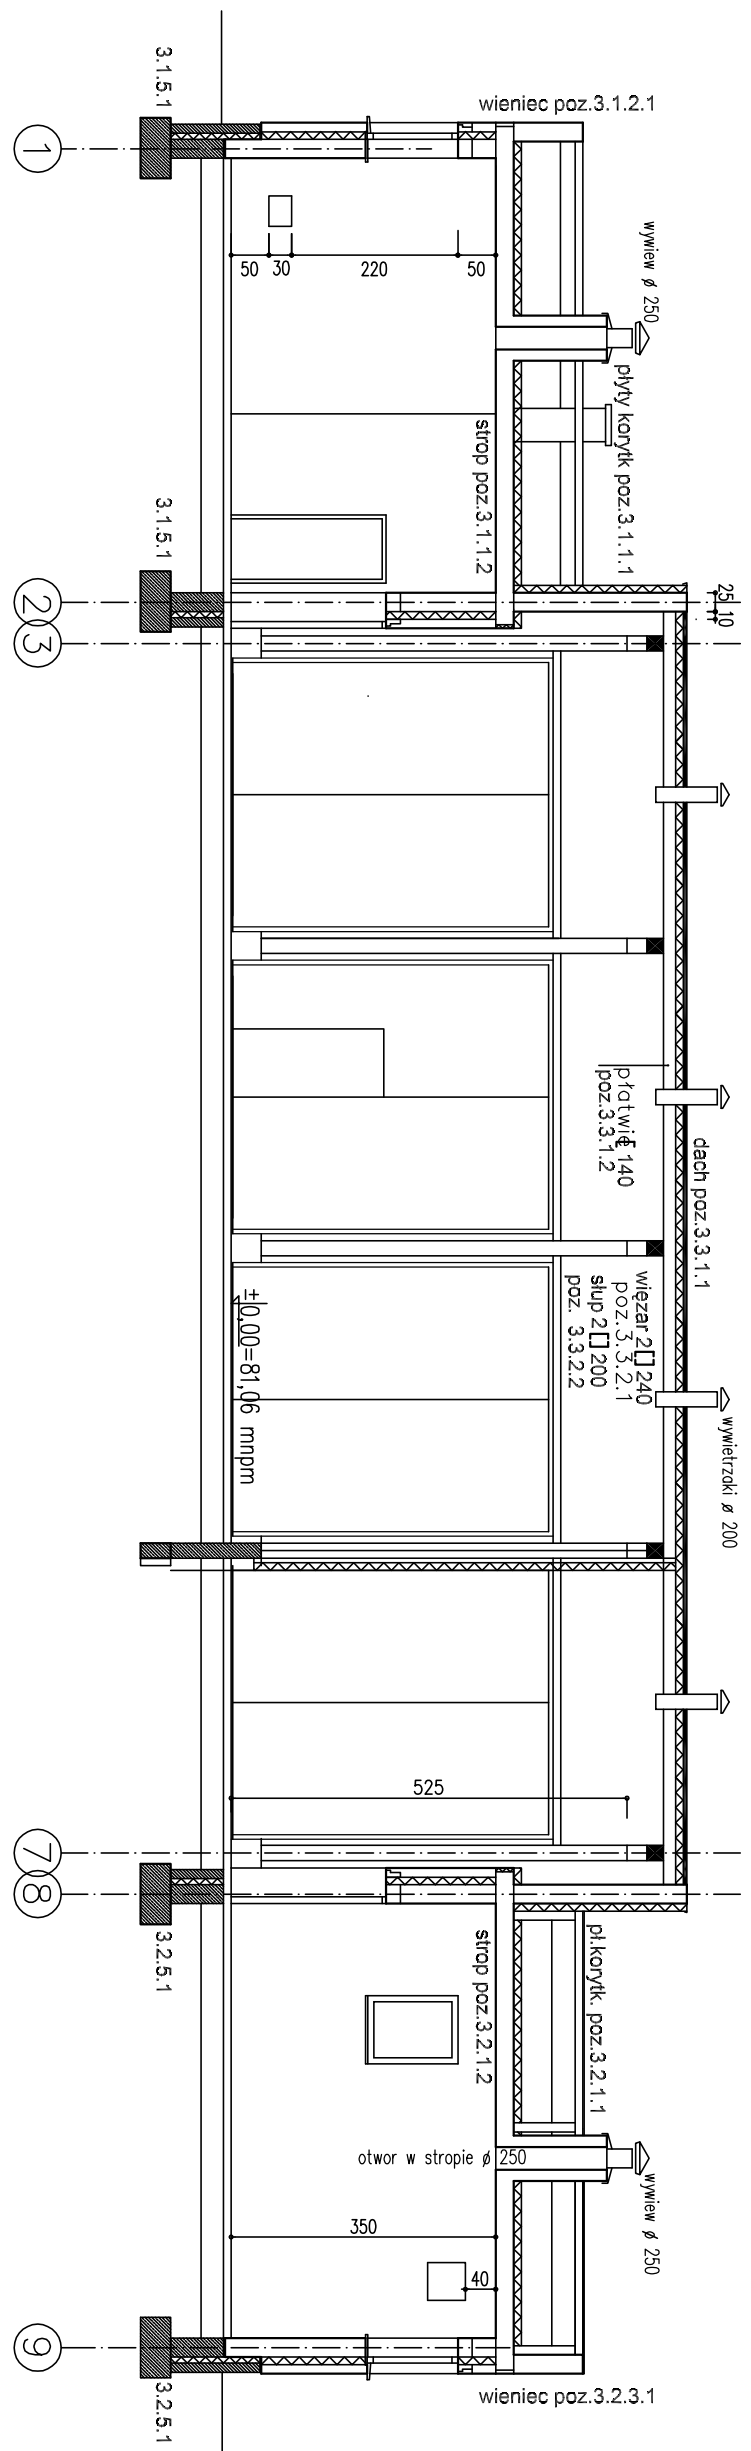 3.1.5.1
wieniec poz.3.1.2.1
1
50
30
220
50
wywiew ø 250
płyty korytk poz.3.1.1.1
strop poz.3.1.1.2
3.1.5.1
25
10
2
3
płatwie [ 140
poz.3.3.1.2
dach poz.3.3.1.1
więzar 2[] 240
poz.3.3.2.1
słup 2[] 200
poz. 3.3.2.2
±0,00=81,06 mnpm
wywietrzaki ø 200
525
7
8
3.2.5.1
strop poz.3.2.1.2
pł.korytk. poz.3.2.1.1
otwor w stropie ø 250
wywiew ø 250
350
40
9
3.2.5.1
wieniec poz.3.2.3.1